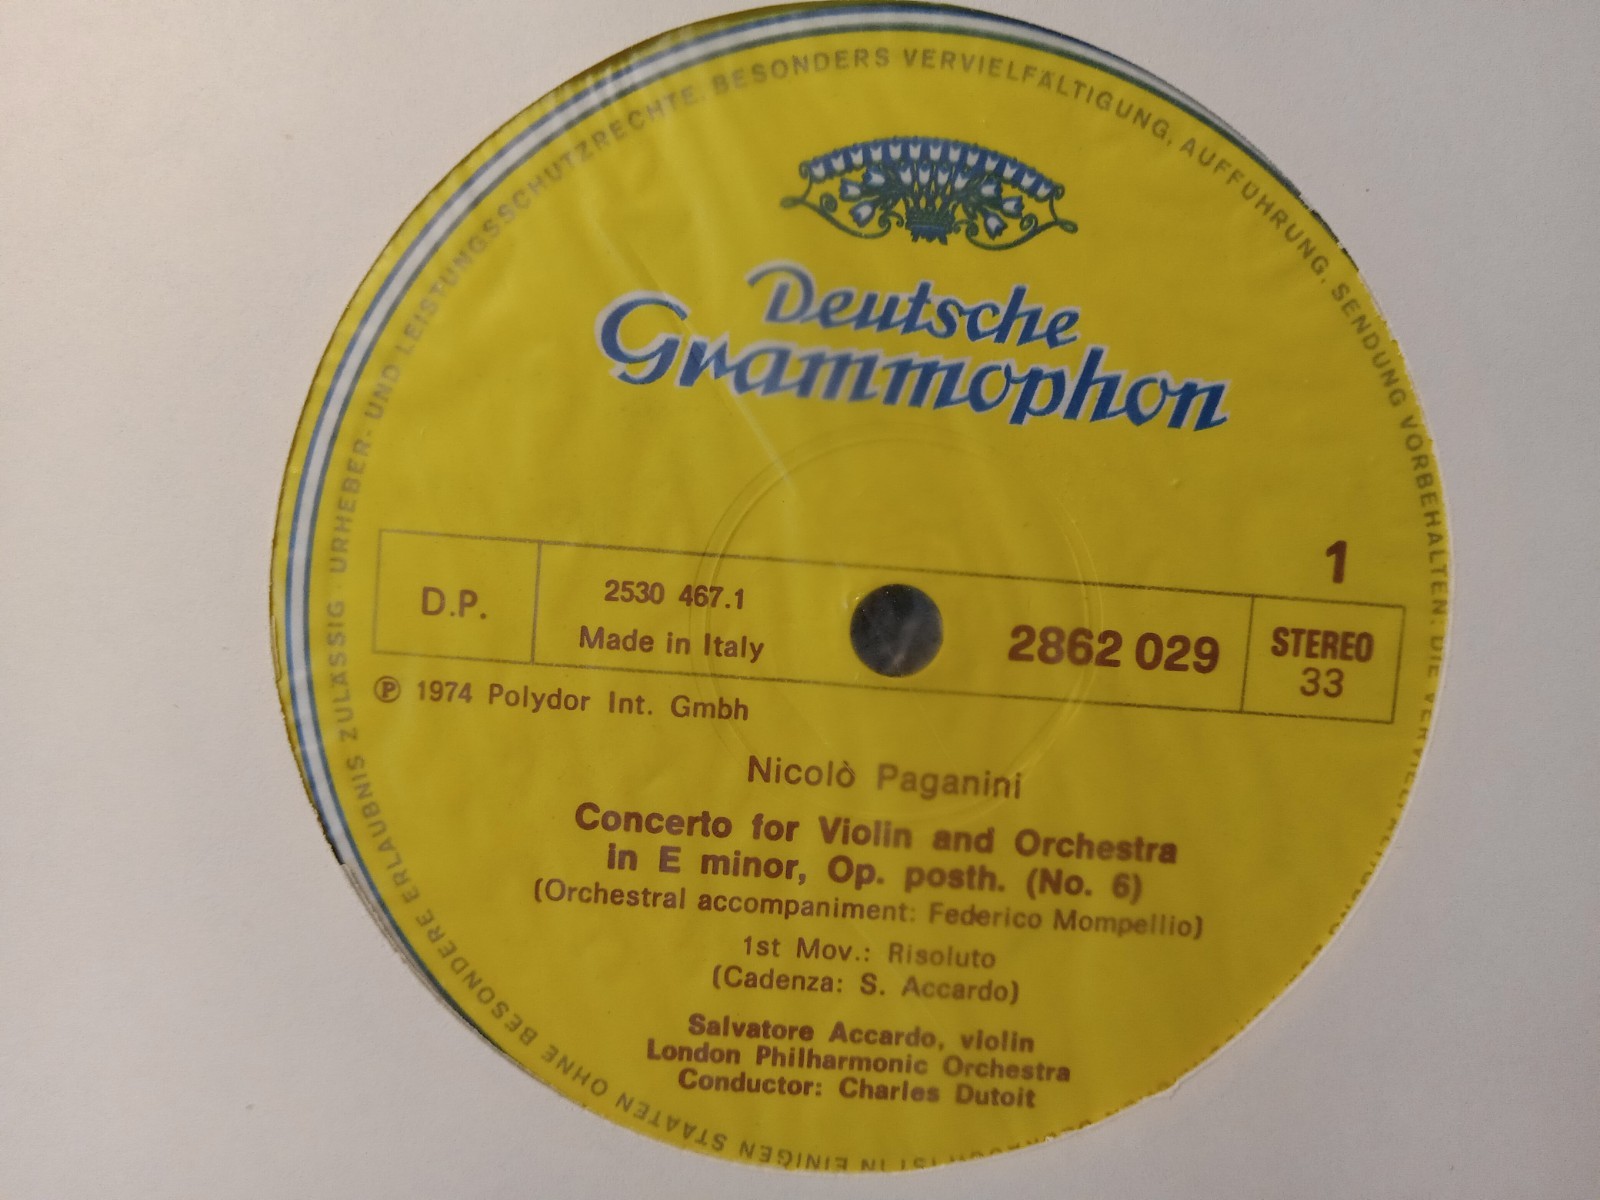 URHEBER- UND LEISTUNGSSCHUTZRECHTE, BESONDERS VERVIELFÄLTIGUNG, AUFFÜHRUNG, SENDUNG VORBEHALTEN! DIE
IN EINIGEN STAATEN OHNE BESONDERE ERLAUBNIS ZULÄSSIG
Deutsche
Grammophon
1
D.P.
2530 467.1
Made in Italy
2862 029
STEREO
33
℗ 1974 Polydor Int. Gmbh
Nicolò Paganini
Concerto for Violin and Orchestra
in E minor, Op. posth. (No. 6)
(Orchestral accompaniment: Federico Mompellio)
1st Mov.: Risoluto
(Cadenza: S. Accardo)
Salvatore Accardo, violin
London Philharmonic Orchestra
Conductor: Charles Dutoit